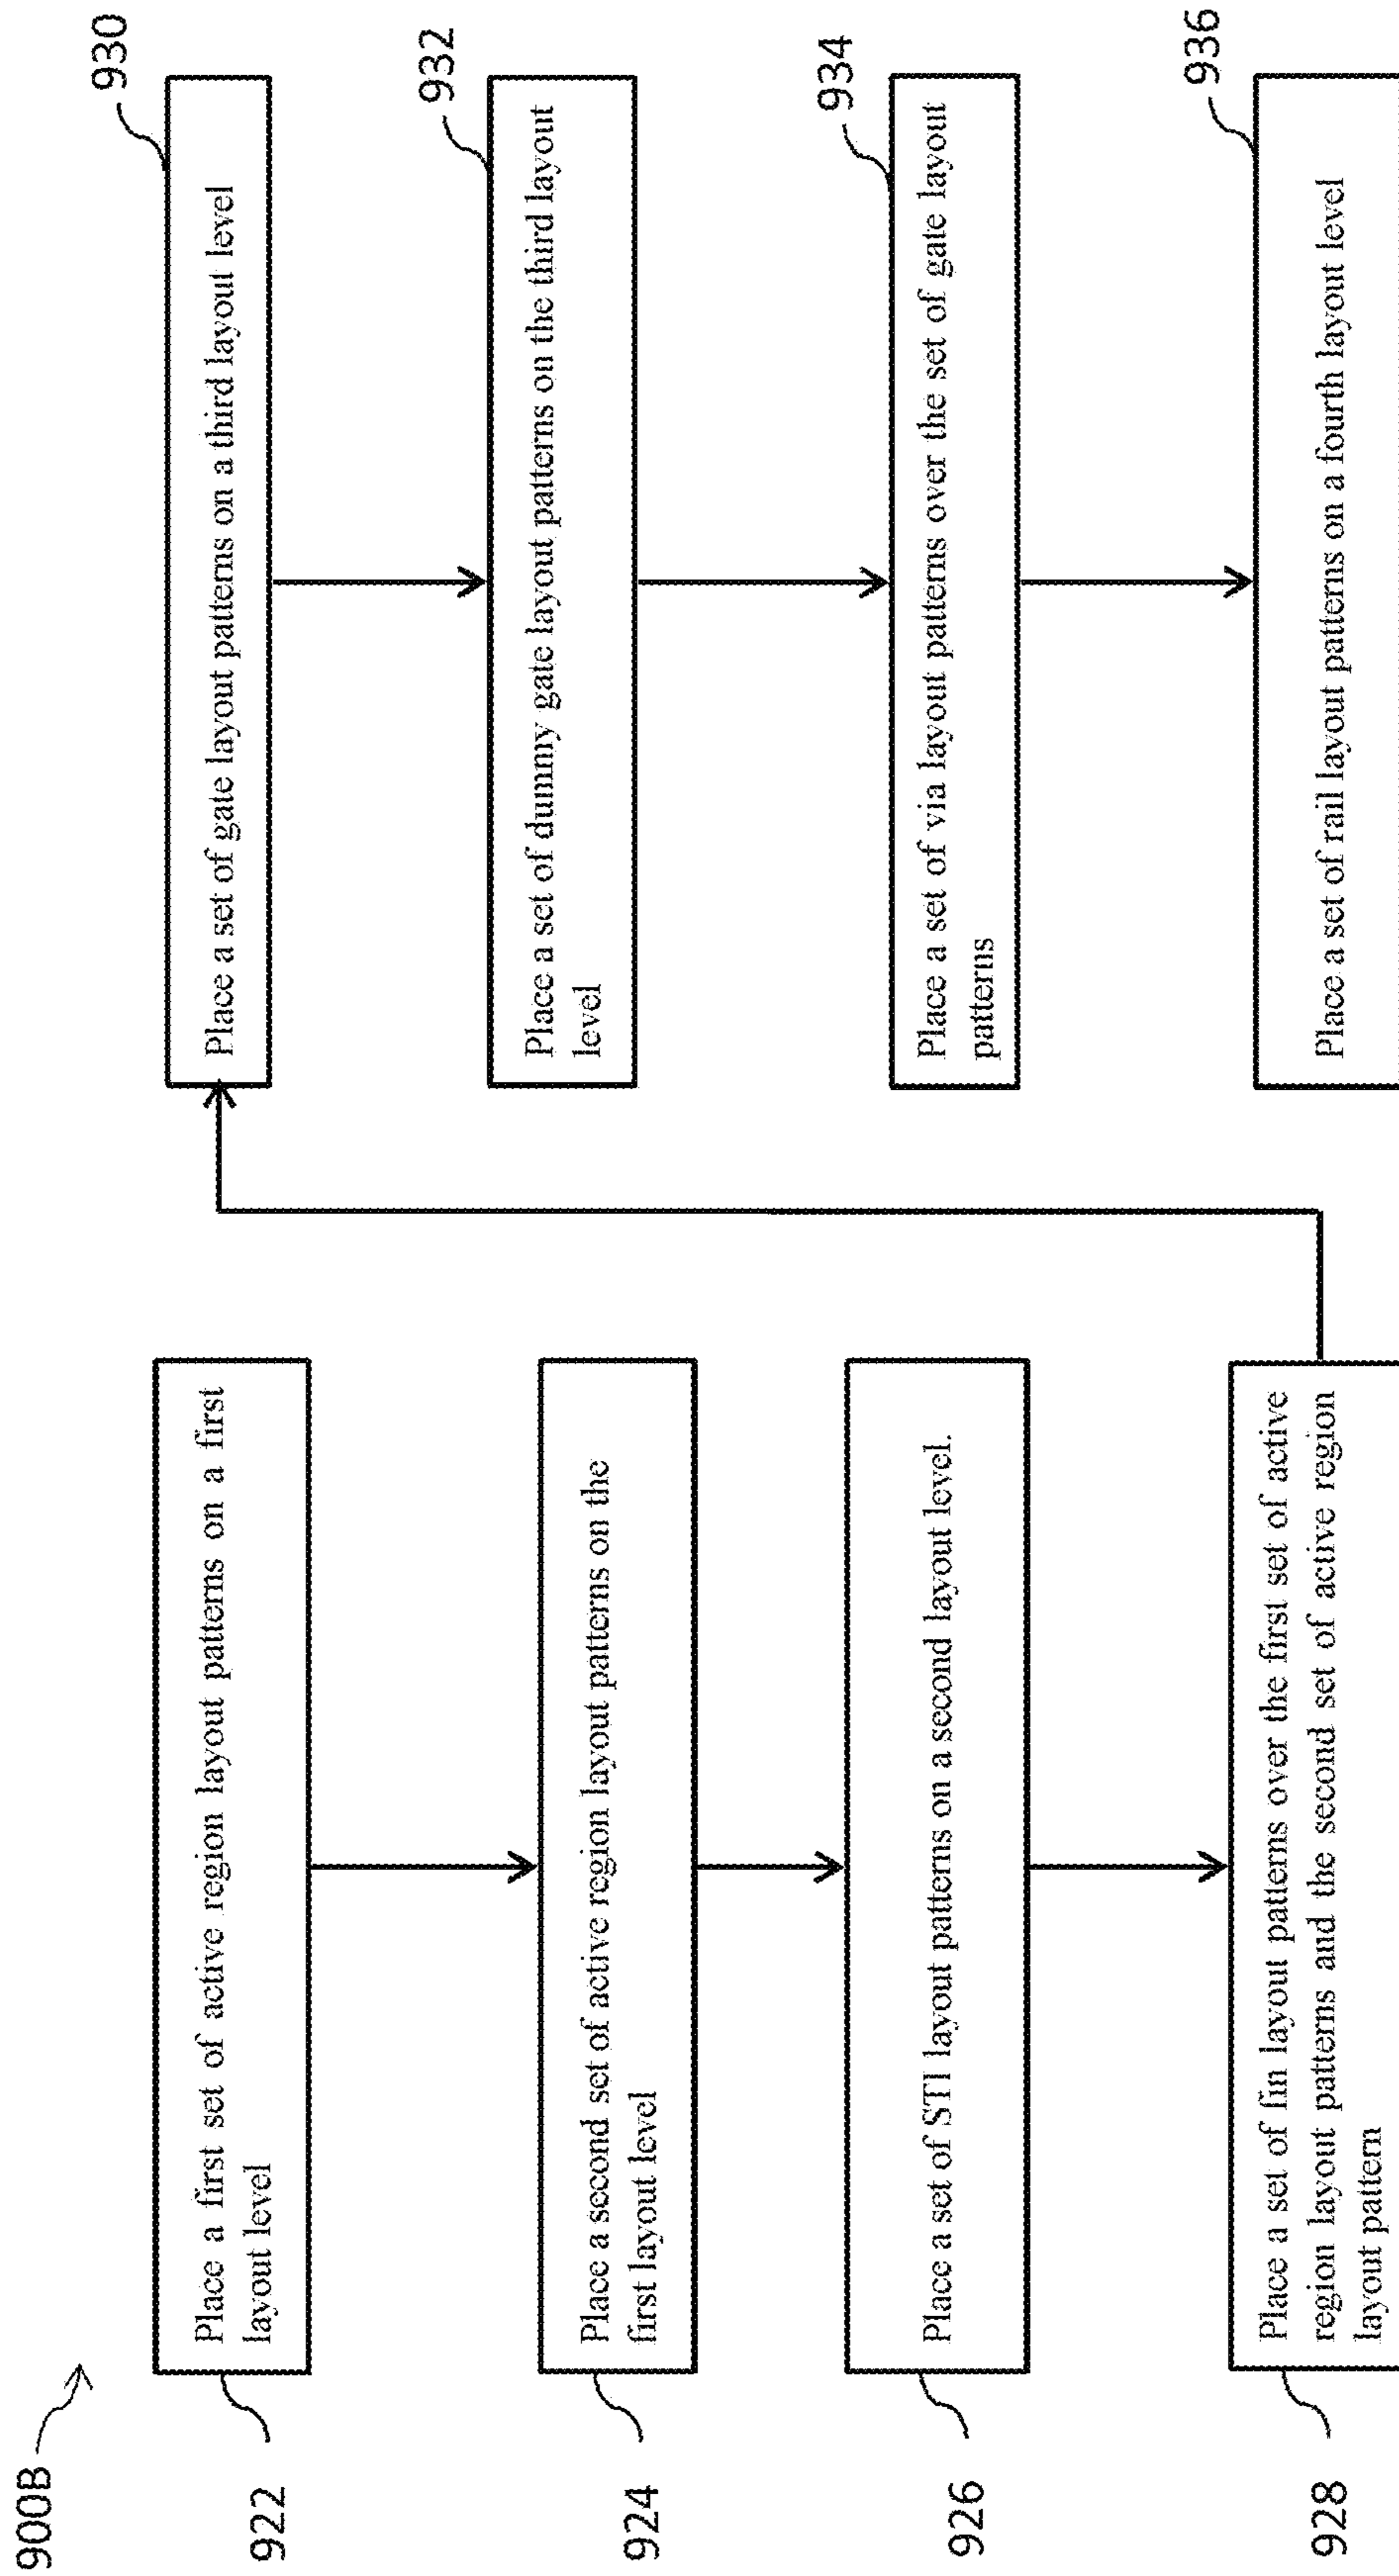 900B
922
Place a first set of active region layout patterns on a first
layout level
924
Place a second set of active region layout patterns on the
first layout level
926
Place a set of STI layout patterns on a second layout level.
928
Place a set of fin layout patterns over the first set of active
region layout patterns and the second set of active region
layout pattern
930
Place a set of gate layout patterns on a third layout level
932
Place a set of dummy gate layout patterns on the third layout
level
934
Place a set of via layout patterns over the set of gate layout
patterns
936
Place a set of rail layout patterns on a fourth layout level